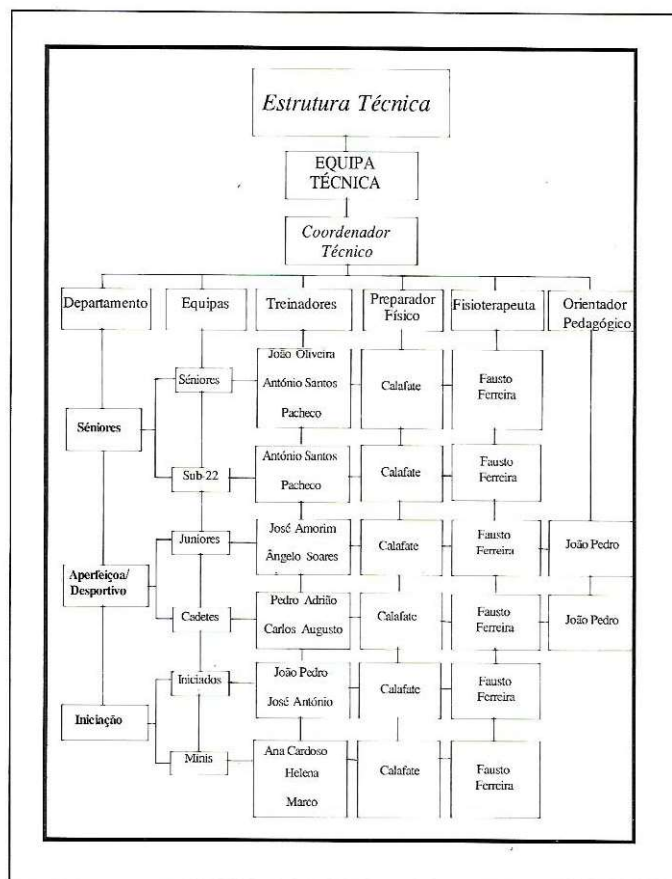 Estrutura Técnica
EQUIPA
TÉCNICA
Coordenador
Técnico
Departamento
Equipas
Treinadores
Preparador
Físico
Fisioterapeuta
Orientador
Pedagógico
Séniores
Séniores
João Oliveira
António Santos
Pacheco
Calafate
Fausto
Ferreira
Sub-22
António Santos
Pacheco
Calafate
Fausto
Ferreira
Aperfeiçoa/
Desportivo
Juniores
José Amorim
Ângelo Soares
Calafate
Fausto
Ferreira
João Pedro
Cadetes
Pedro Adrião
Carlos Augusto
Calafate
Fausto
Ferreira
João Pedro
Iniciação
Iniciados
João Pedro
José António
Calafate
Fausto
Ferreira
Minis
Ana Cardoso
Helena
Marco
Calafate
Fausto
Ferreira